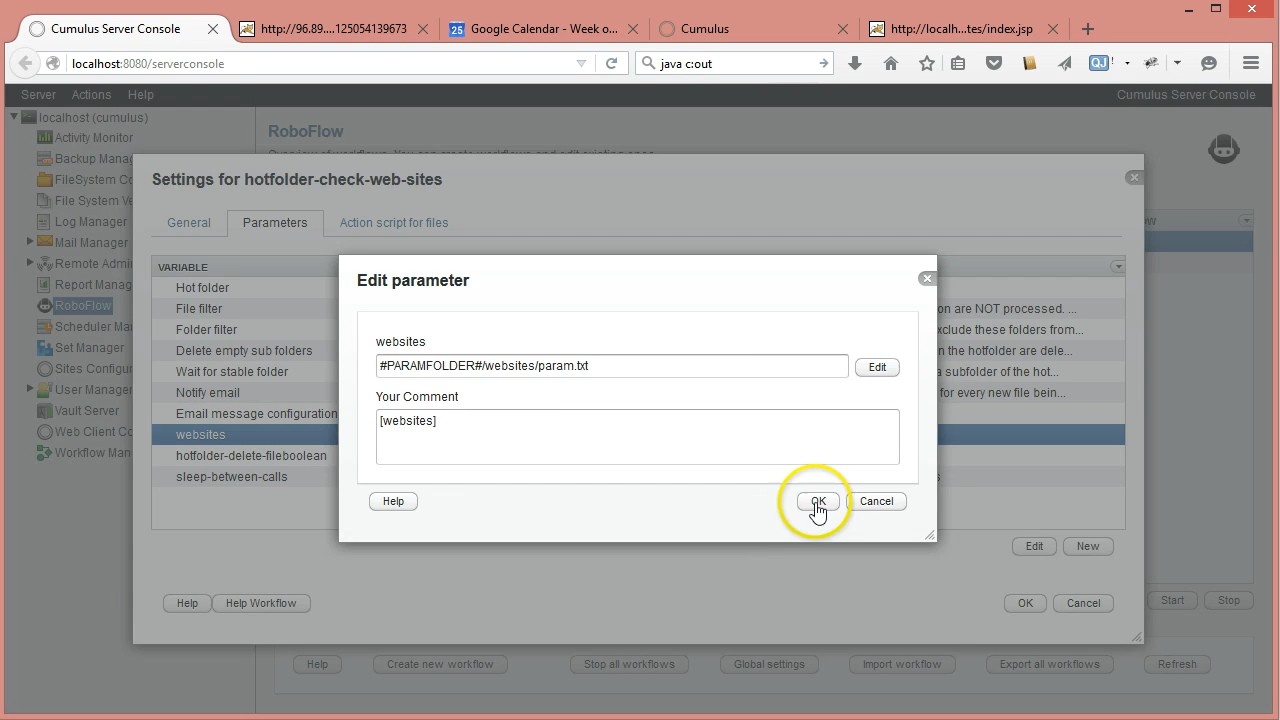 Cumulus Server Console
http://96.89...125054139673
25
Google Calendar - Week o...
Cumulus
http://localh...tes/index.jsp
localhost:8080/serverconsole
java c:out
QJ !
Server
Actions
Help
Cumulus Server Console
localhost (cumulus)
Activity Monitor
Backup Manag
FileSystem Co
File System Ve
Log Manager
Mail Manager
Remote Admi
Report Manag
RoboFlow
Scheduler Ma
Set Manager
Sites Configur
User Manager
Vault Server
Web Client Co
Workflow Man
RoboFlow
Settings for hotfolder-check-web-sites
General
Parameters
Action script for files
VARIABLE
Hot folder
File filter
on are NOT processed. ...
Folder filter
xclude these folders from...
Delete empty sub folders
n the hotfolder are dele...
Wait for stable folder
a subfolder of the hot...
Notify email
for every new file bein...
Email message configuration
websites
hotfolder-delete-fileboolean
sleep-between-calls
s
Edit parameter
websites
#PARAMFOLDER#/websites/param.txt
Edit
Your Comment
[websites]
Help
OK
Cancel
Edit
New
Help
Help Workflow
OK
Cancel
Start
Stop
Help
Create new workflow
Stop all workflows
Global settings
Import workflow
Export all workflows
Refresh